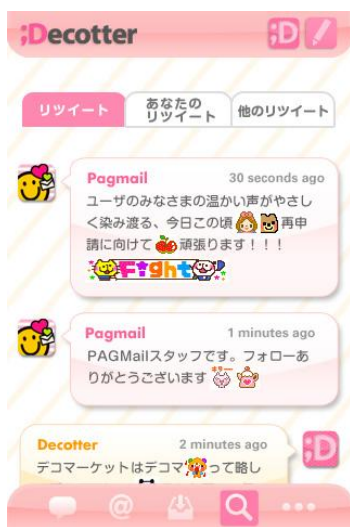 ;Decotter
;D
リツイート
あなたの
リツイート
他のリツイート
Pagmail 30 seconds ago
ユーザのみなさまの温かい声がやさし
く染み渡る、今日この頃 再申
請に向けて 頑張ります！！！
Fight
Pagmail 1 minutes ago
PAGMailスタッフです。フォローあ
りがとうございます
Decotter 2 minutes ago
;D
デコマーケットはデコマ って略し
@